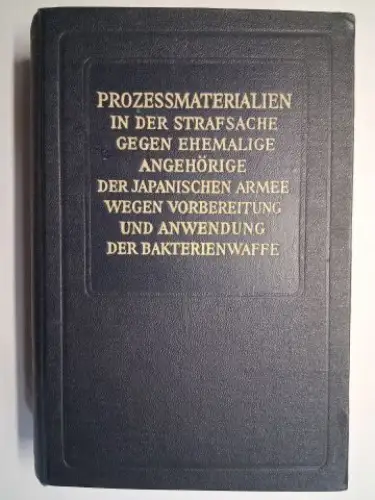 PROZESSMATERIALIEN
IN DER STRAFSACHE
GEGEN EHEMALIGE
ANGEHÖRIGE
DER JAPANISCHEN ARMEE
WEGEN VORBEREITUNG
UND ANWENDUNG
DER BAKTERIENWAFFE